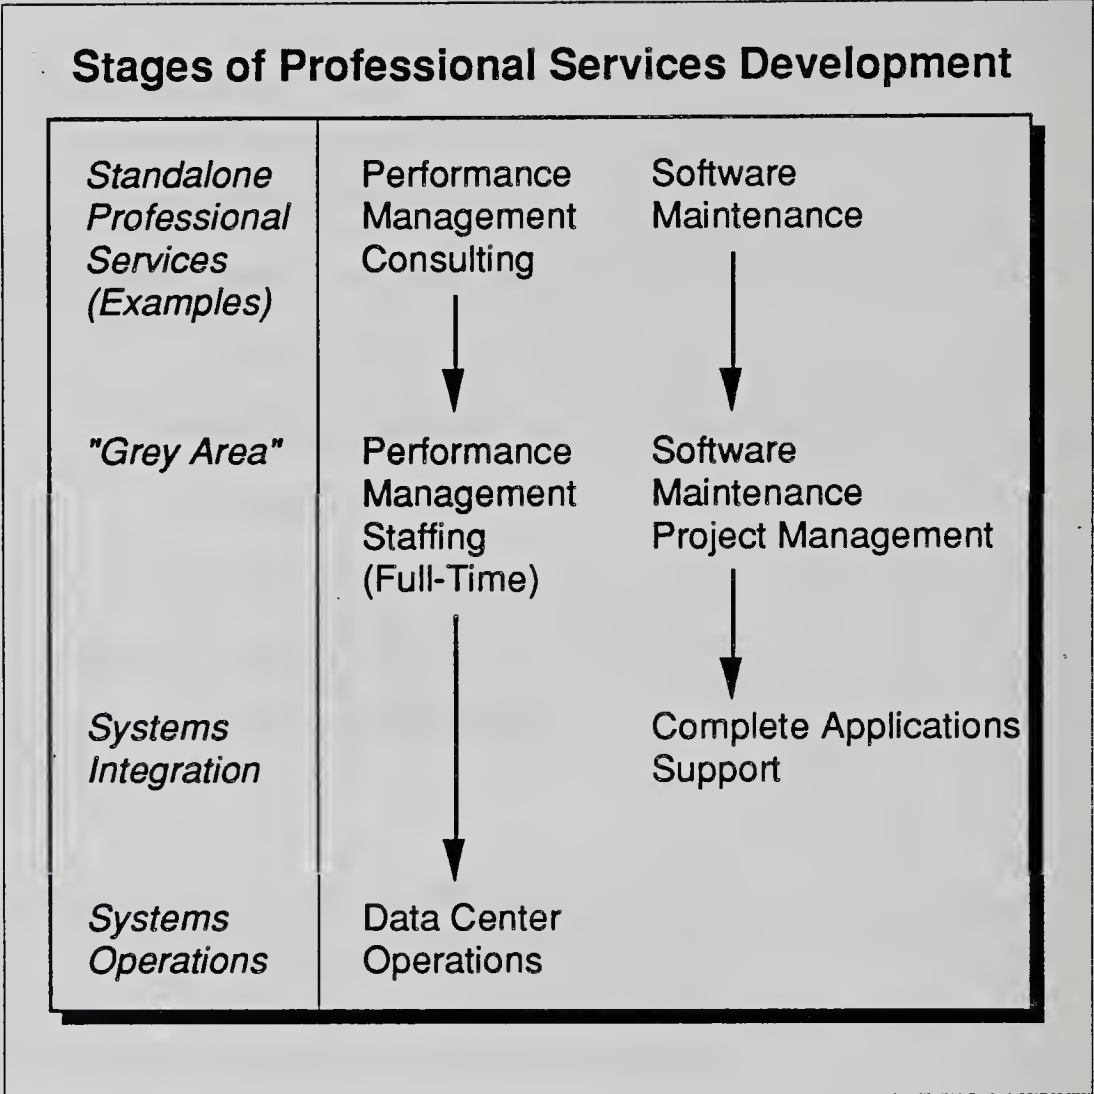 Stages of Professional Services Development
Standalone
Professional
Services
(Examples)
Performance
Management
Consulting
Software
Maintenance
"Grey Area"
Performance
Management
Staffing
(Full-Time)
Software
Maintenance
Project Management
Systems
Integration
Complete Applications
Support
Systems
Operations
Data Center
Operations